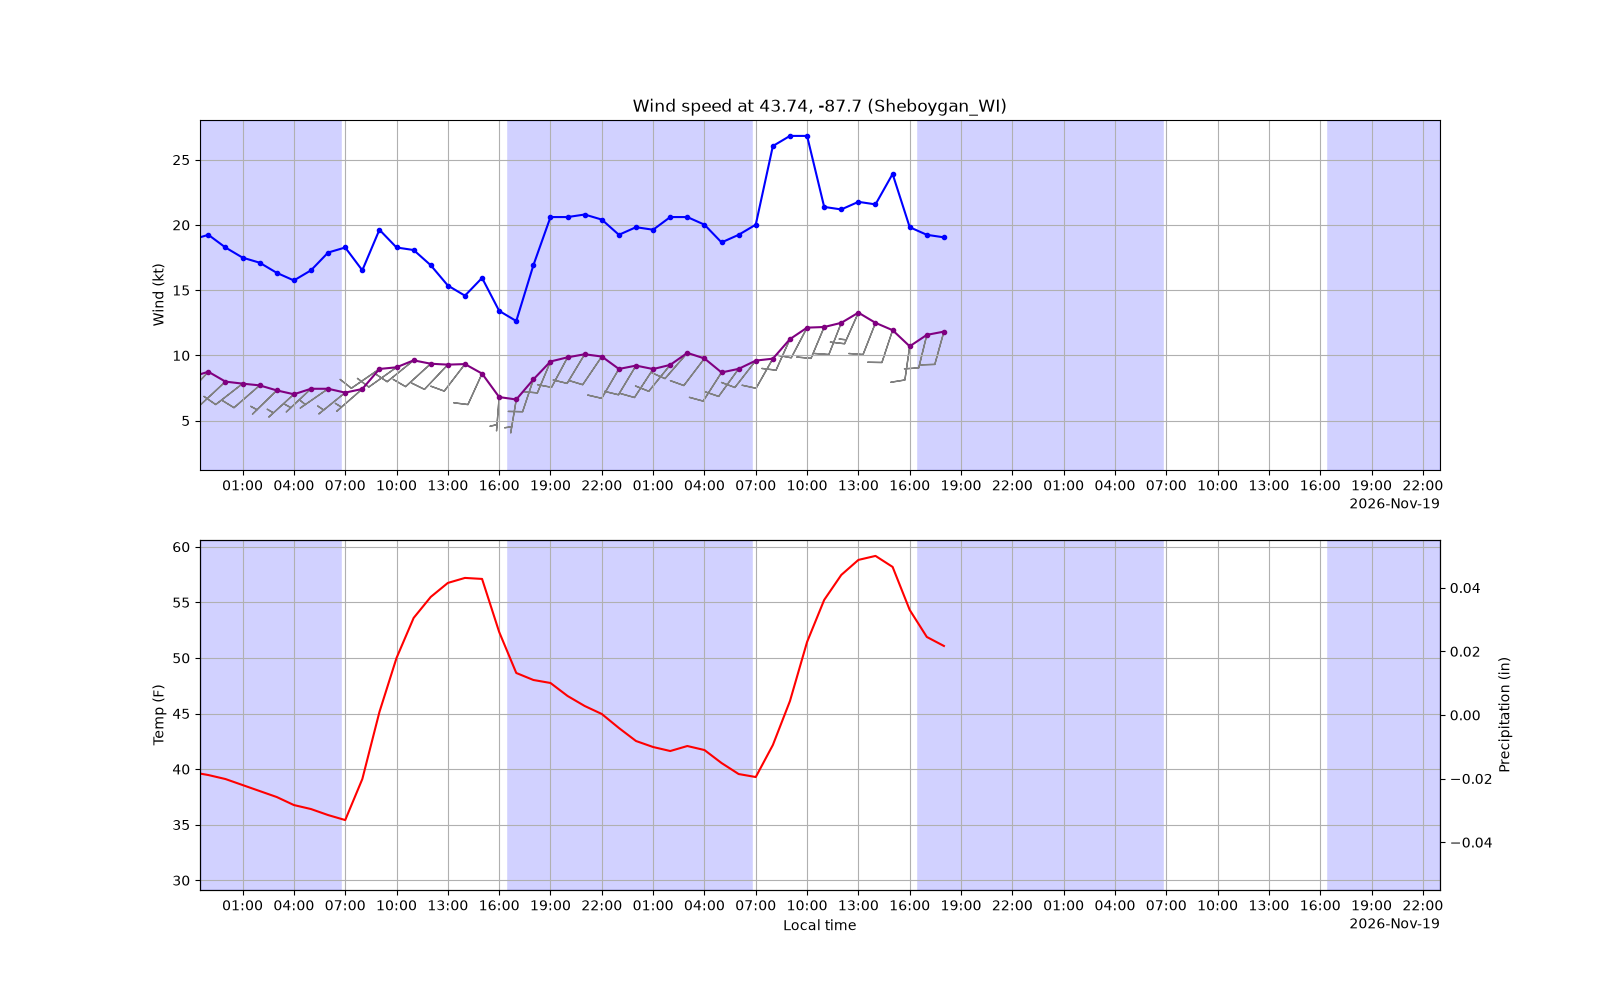 Wind speed at 43.74, -87.7 (Sheboygan_WI)
25
20
15
10
5
Wind (kt)
01:00 04:00 07:00 10:00 13:00 16:00 19:00 22:00 01:00 04:00 07:00 10:00 13:00 16:00 19:00 22:00 01:00 04:00 07:00 10:00 13:00 16:00 19:00 22:00
2026-Nov-19
60
55
50
45
40
35
30
Temp (F)
0.04
0.02
0.00
−0.02
−0.04
Precipitation (in)
01:00 04:00 07:00 10:00 13:00 16:00 19:00 22:00 01:00 04:00 07:00 10:00 13:00 16:00 19:00 22:00 01:00 04:00 07:00 10:00 13:00 16:00 19:00 22:00
Local time
2026-Nov-19